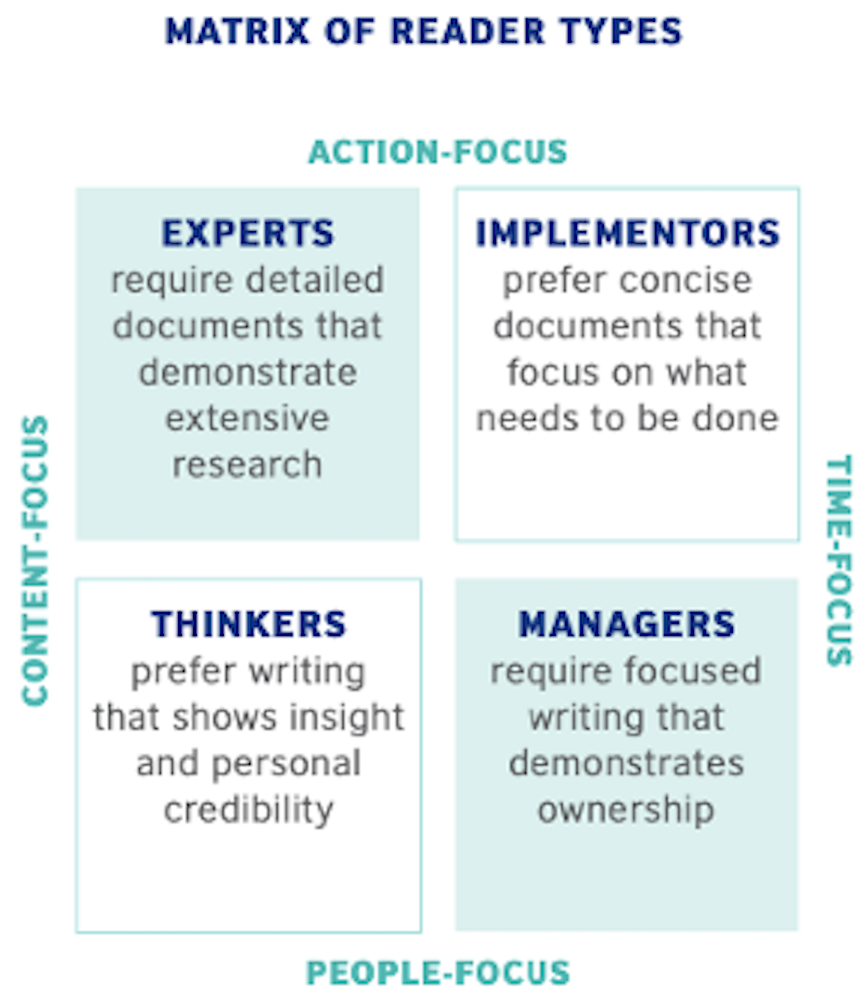 MATRIX OF READER TYPES
ACTION-FOCUS
EXPERTS
require detailed
documents that
demonstrate
extensive
research
IMPLEMENTORS
prefer concise
documents that
focus on what
needs to be done
CONTENT-FOCUS
TIME-FOCUS
THINKERS
prefer writing
that shows insight
and personal
credibility
MANAGERS
require focused
writing that
demonstrates
ownership
PEOPLE-FOCUS